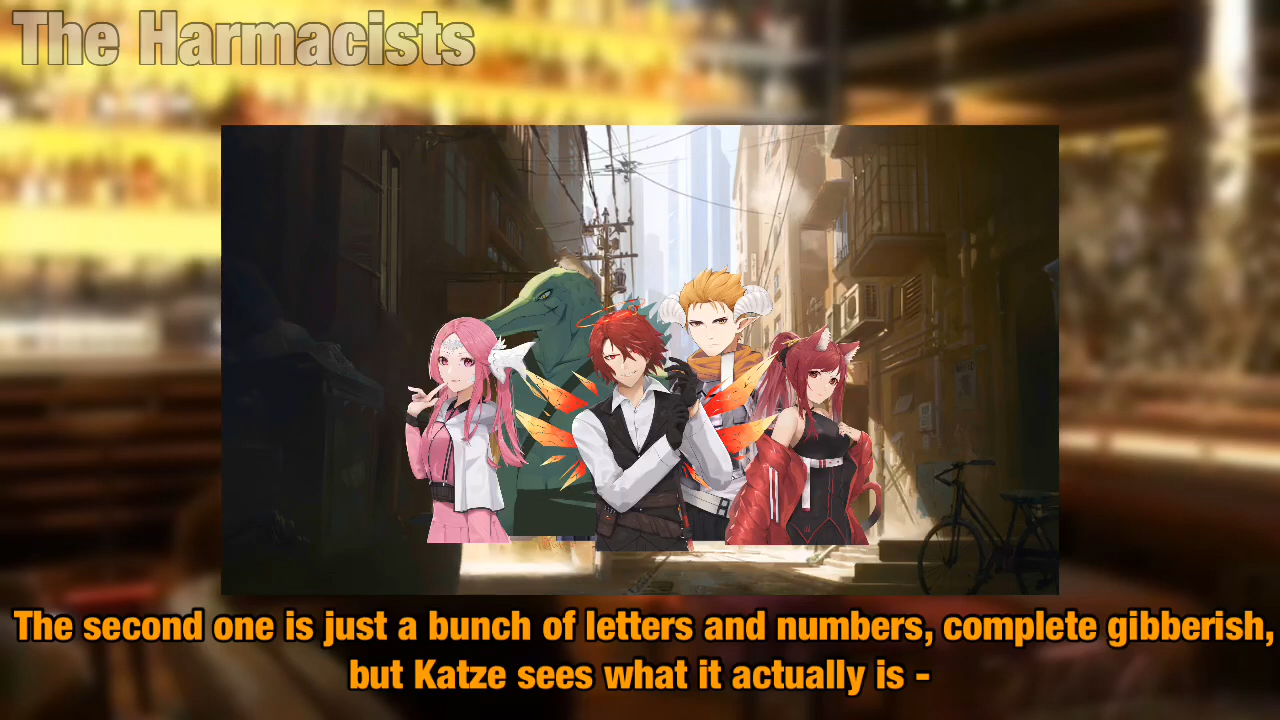 The Harmacists
The second one is just a bunch of letters and numbers, complete gibberish,
but Katze sees what it actually is -